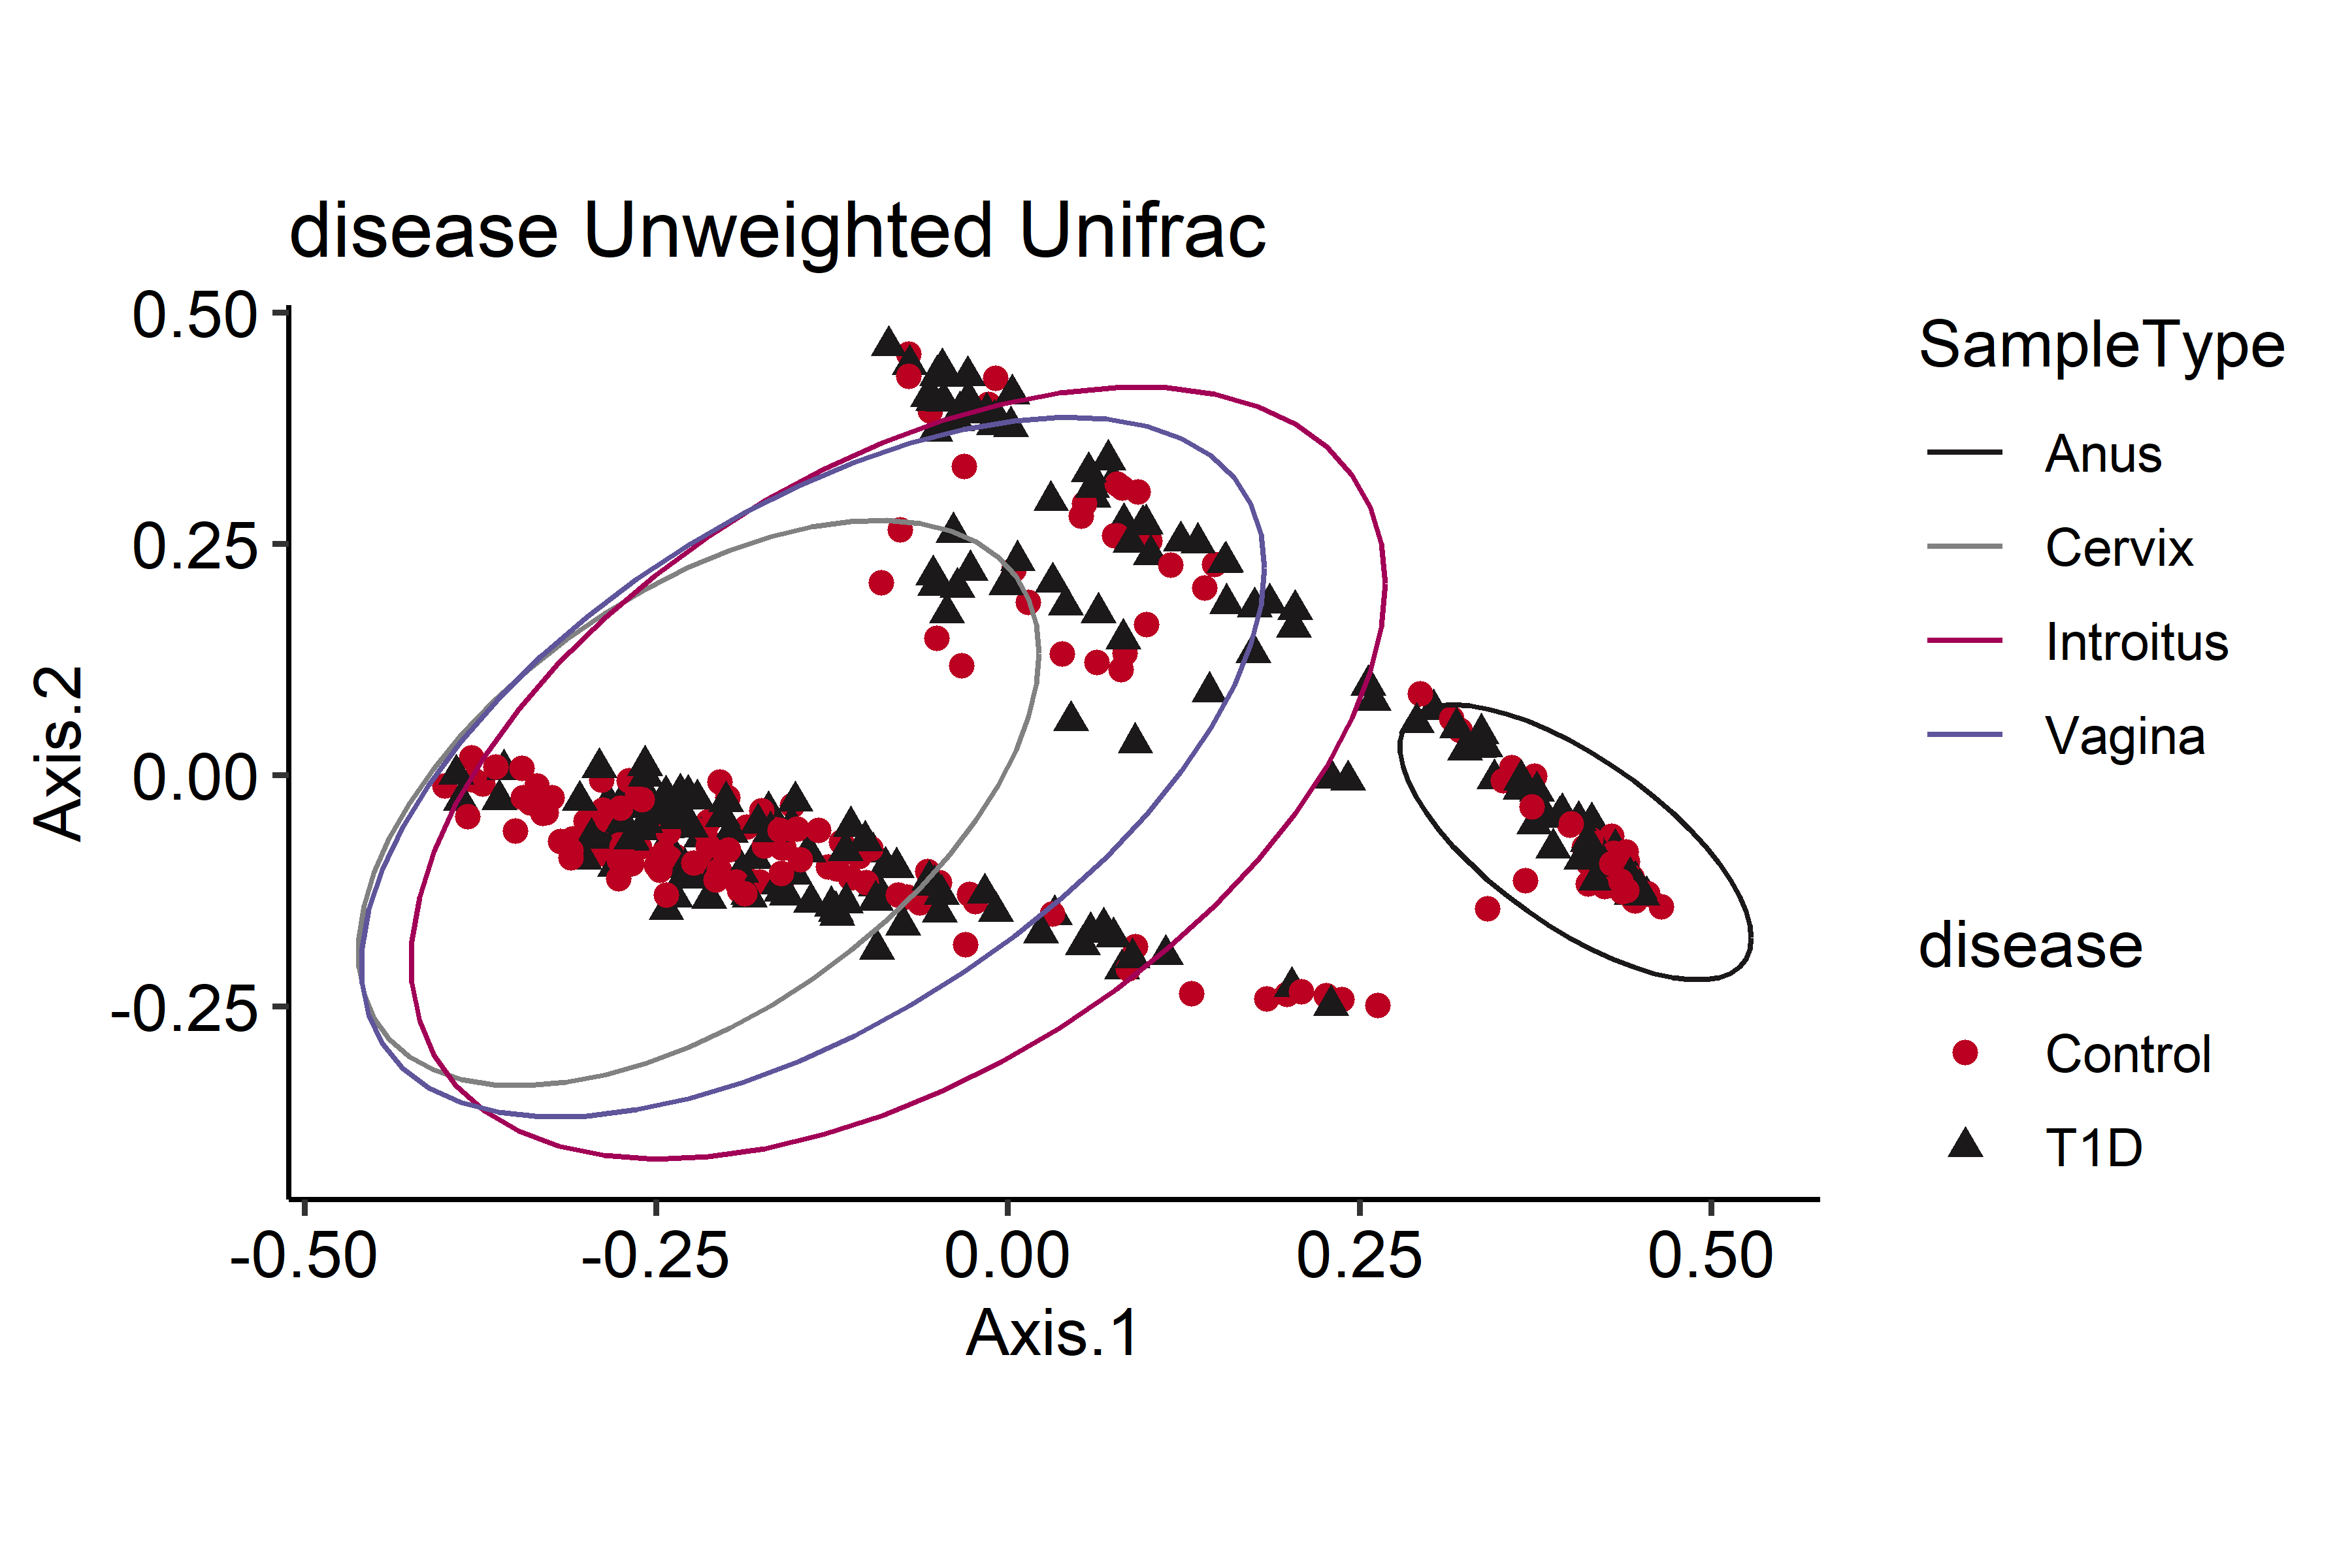 disease Unweighted Unifrac
0.50
0.25
0.00
-0.25
Axis.2
-0.50
-0.25
0.00
0.25
0.50
Axis.1
SampleType
Anus
Cervix
Introitus
Vagina
disease
Control
T1D